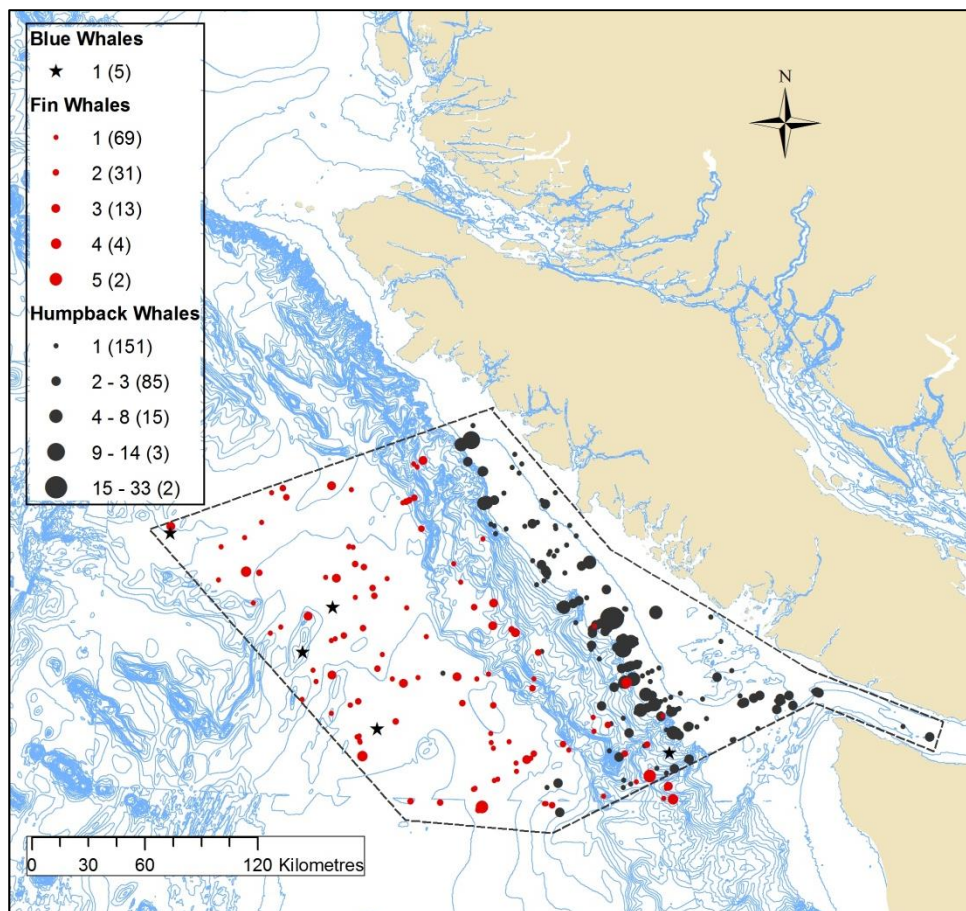 Blue Whales
1 (5)
Fin Whales
1 (69)
2 (31)
3 (13)
4 (4)
5 (2)
Humpback Whales
1 (151)
2 - 3 (85)
4 - 8 (15)
9 - 14 (3)
15 - 33 (2)
N
0 30 60 120 Kilometres